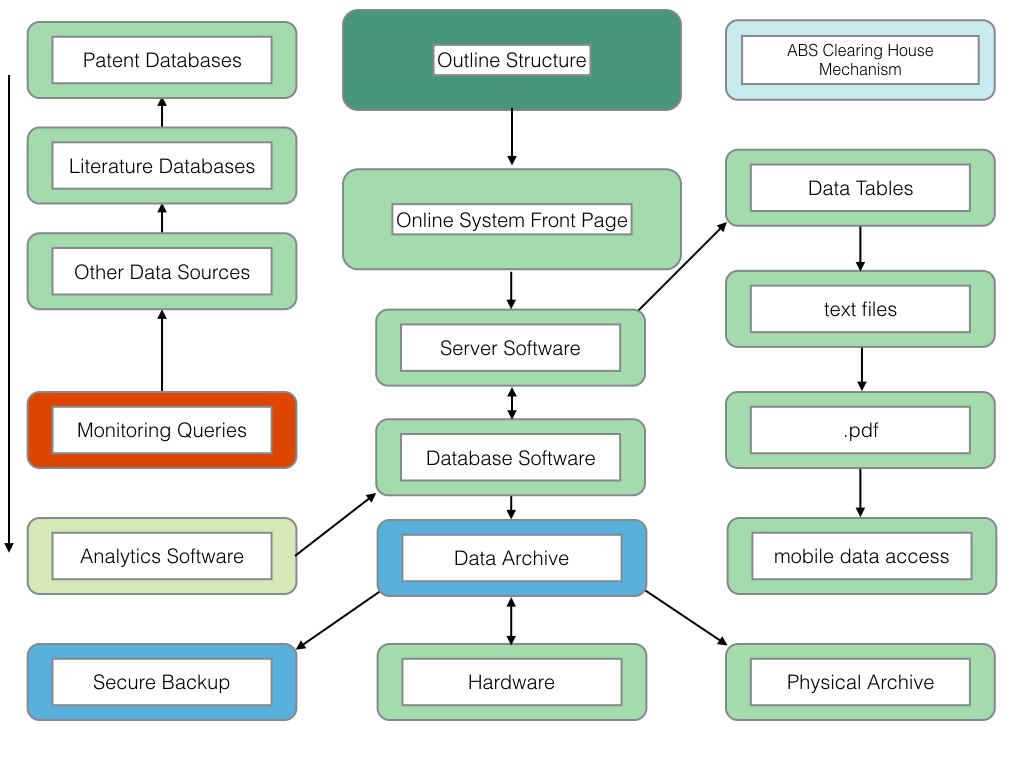 Patent Databases
Outline Structure
ABS Clearing House
Mechanism
Literature Databases
Data Tables
Online System Front Page
Other Data Sources
text files
Server Software
Monitoring Queries
.pdf
Database Software
Analytics Software
Data Archive
mobile data access
Secure Backup
Hardware
Physical Archive